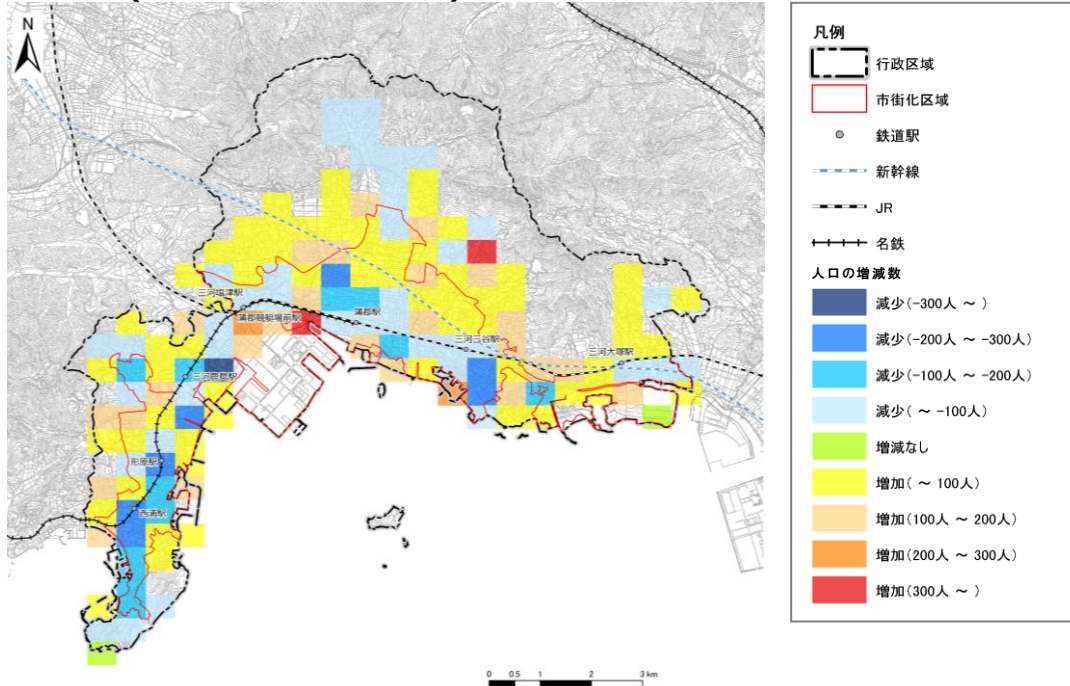 N
三河塩津駅
蒲郡競艇場前駅
蒲郡駅
三河三谷駅
三河大塚駅
三河鹿島駅
形原駅
西浦駅
0 0.5 1 2 3 km
凡例
行政区域
市街化区域
鉄道駅
新幹線
JR
名鉄
人口の増減数
減少(-300人 ~ )
減少(-200人 ~ -300人)
減少(-100人 ~ -200人)
減少( ~ -100人)
増減なし
増加( ~ 100人)
増加(100人 ~ 200人)
増加(200人 ~ 300人)
増加(300人 ~ )